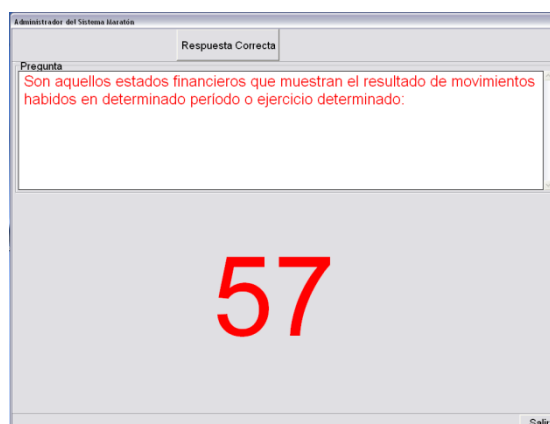 Administrador del Sistema Maratón
Respuesta Correcta
Pregunta
Son aquellos estados financieros que muestran el resultado de movimientos
habidos en determinado período o ejercicio determinado:
57
Salir